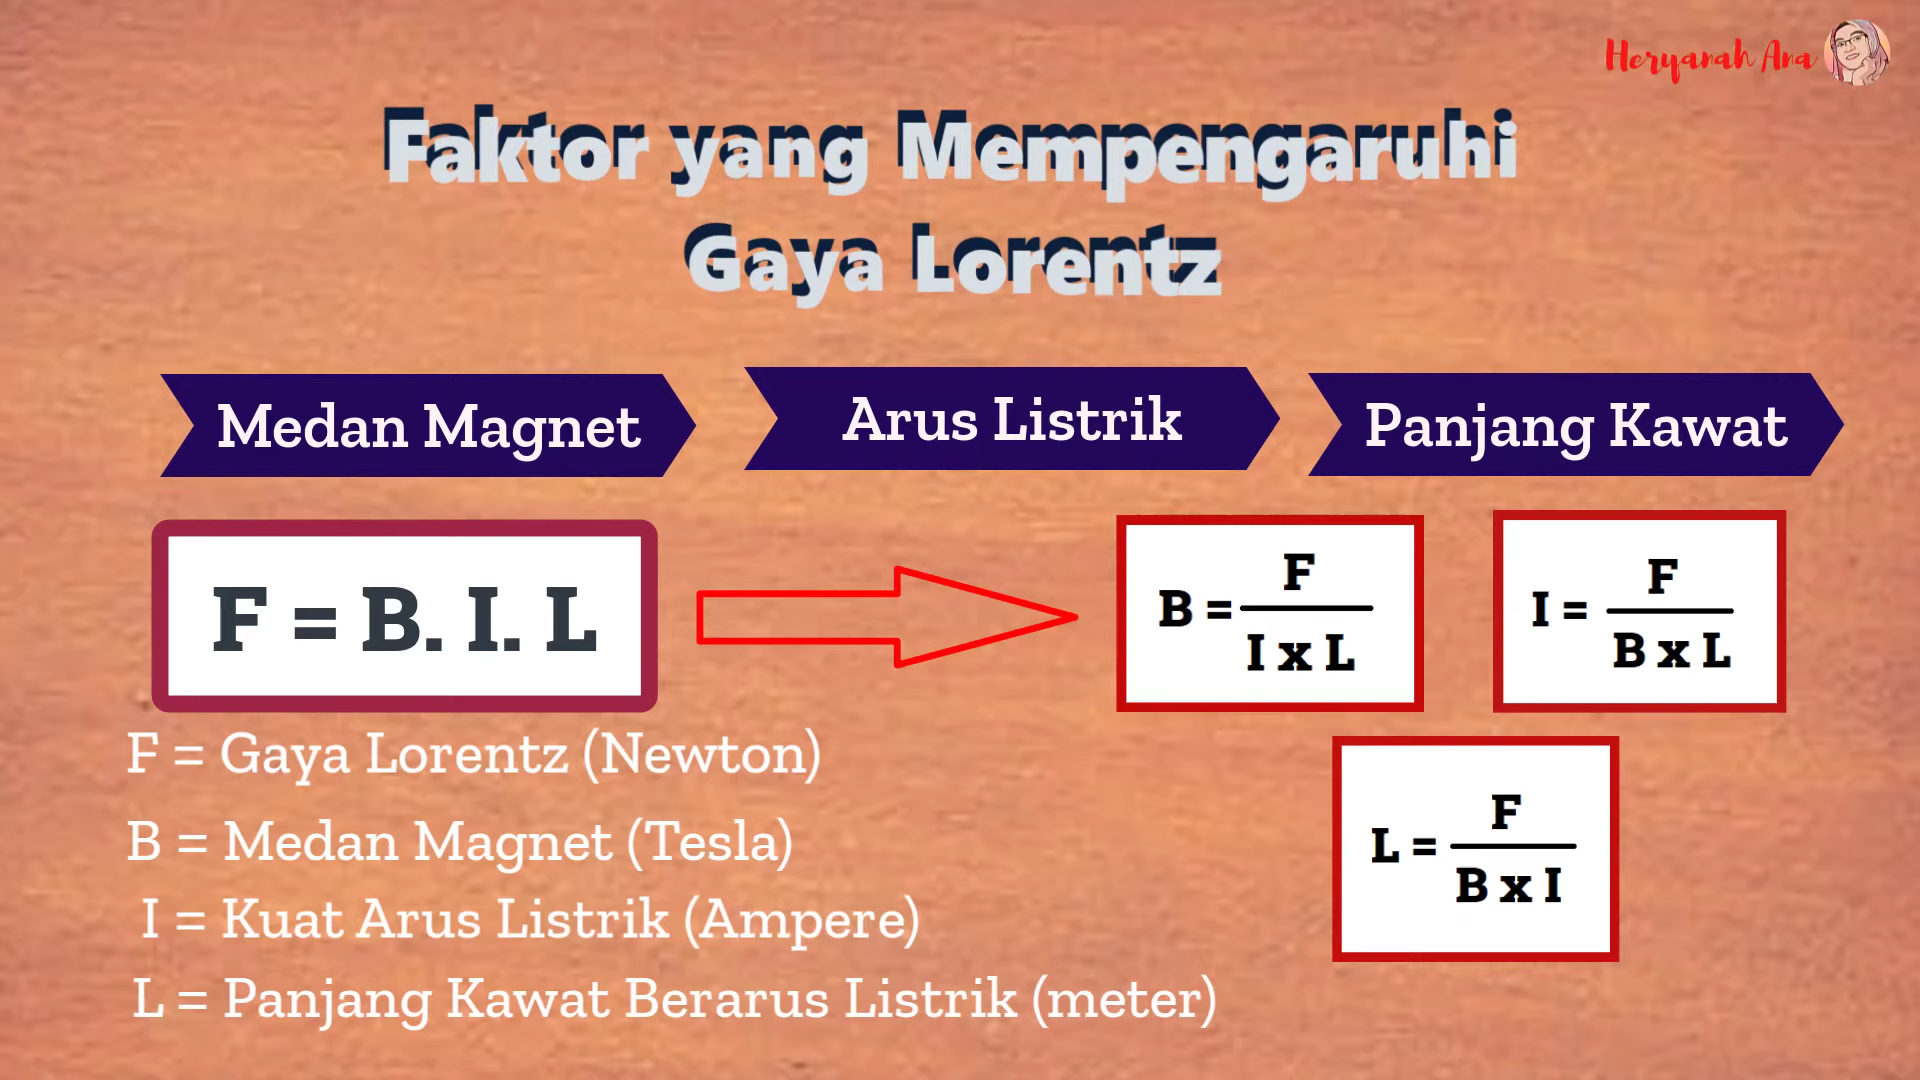 Heryanah Ana
Faktor yang Mempengaruhi
Gaya Lorentz
Medan Magnet
Arus Listrik
Panjang Kawat
F = B. I. L
B = F / I x L
I = F / B x L
F = Gaya Lorentz (Newton)
B = Medan Magnet (Tesla)
I = Kuat Arus Listrik (Ampere)
L = Panjang Kawat Berarus Listrik (meter)
L = F / B x I